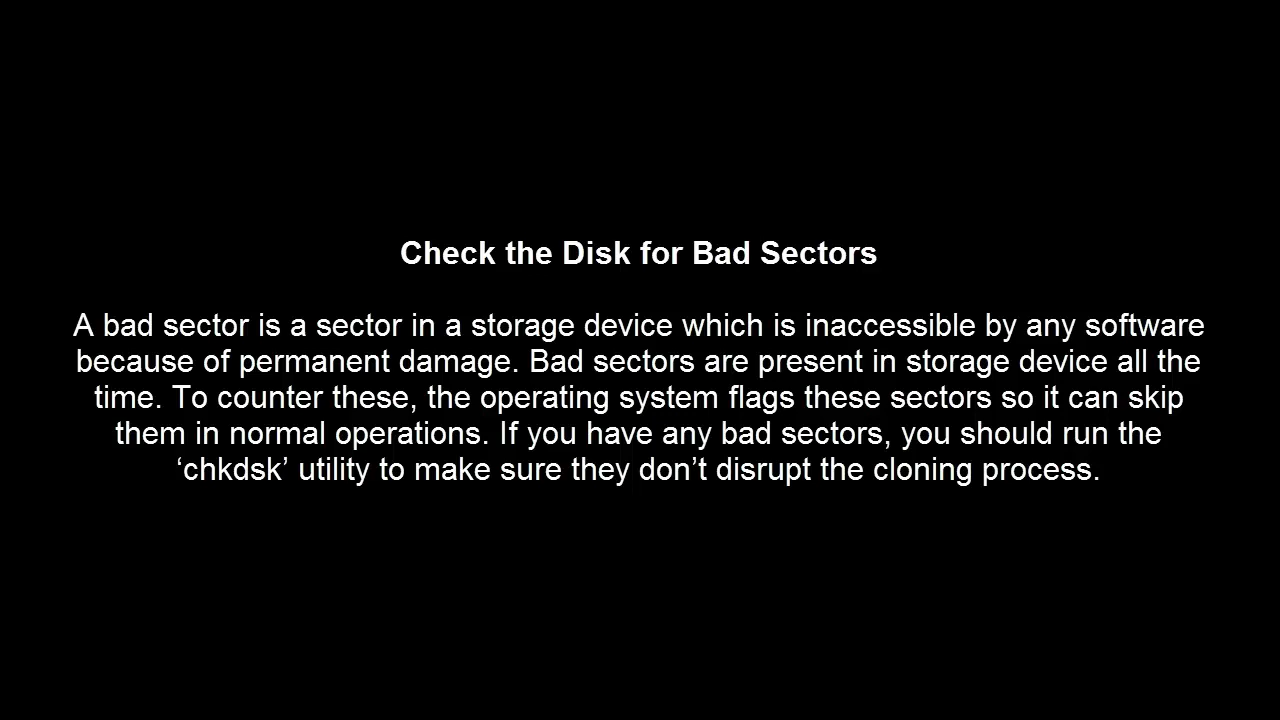 Check the Disk for Bad Sectors
A bad sector is a sector in a storage device which is inaccessible by any software
because of permanent damage. Bad sectors are present in storage device all the
time. To counter these, the operating system flags these sectors so it can skip
them in normal operations. If you have any bad sectors, you should run the
‘chkdsk’ utility to make sure they don’t disrupt the cloning process.